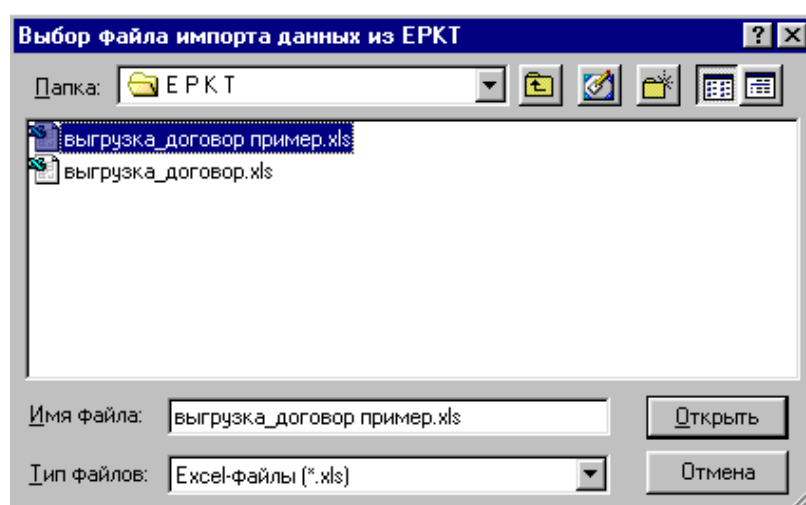 Выбор файла импорта данных из ЕРКТ
Папка: Е Р К Т
выгрузка_договор пример.xls
выгрузка_договор.xls
Имя файла: выгрузка_договор пример.xls Открыть
Тип файлов: Excel-файлы (*.xls) Отмена